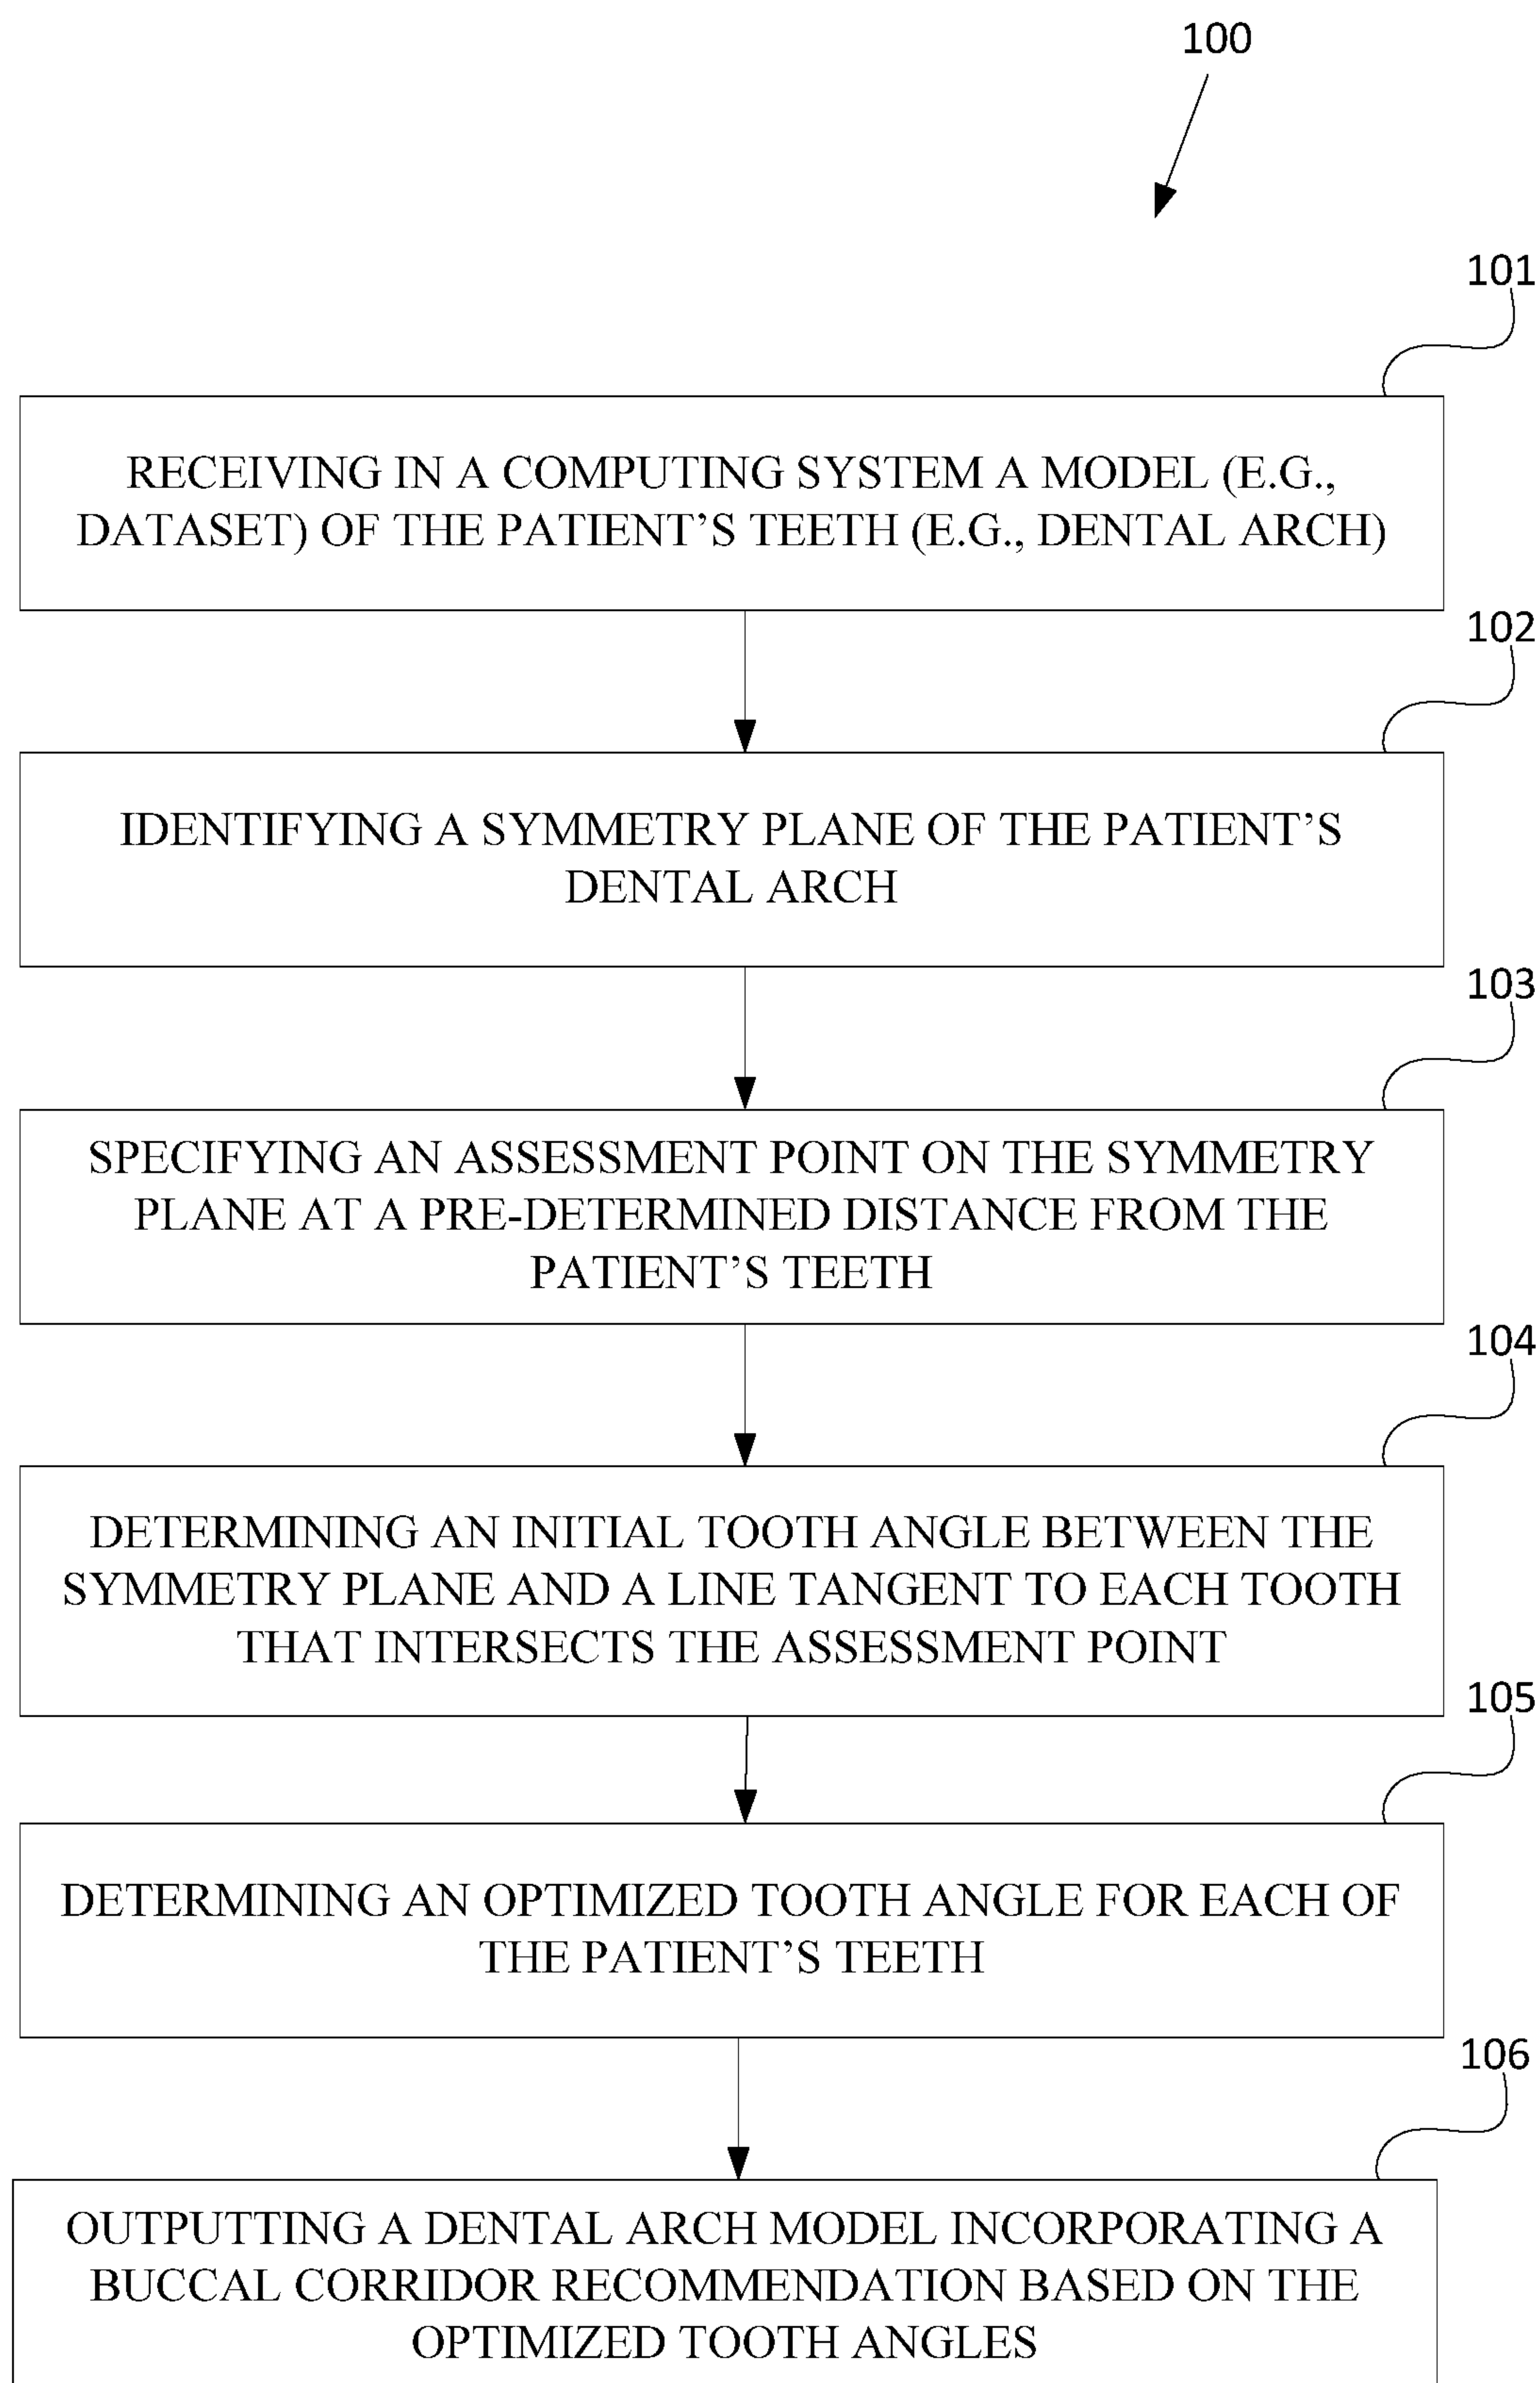 100
101
RECEIVING IN A COMPUTING SYSTEM A MODEL (E.G.,
DATASET) OF THE PATIENT'S TEETH (E.G., DENTAL ARCH)
102
IDENTIFYING A SYMMETRY PLANE OF THE PATIENT'S
DENTAL ARCH
103
SPECIFYING AN ASSESSMENT POINT ON THE SYMMETRY
PLANE AT A PRE-DETERMINED DISTANCE FROM THE
PATIENT'S TEETH
104
DETERMINING AN INITIAL TOOTH ANGLE BETWEEN THE
SYMMETRY PLANE AND A LINE TANGENT TO EACH TOOTH
THAT INTERSECTS THE ASSESSMENT POINT
105
DETERMINING AN OPTIMIZED TOOTH ANGLE FOR EACH OF
THE PATIENT'S TEETH
106
OUTPUTTING A DENTAL ARCH MODEL INCORPORATING A
BUCCAL CORRIDOR RECOMMENDATION BASED ON THE
OPTIMIZED TOOTH ANGLES